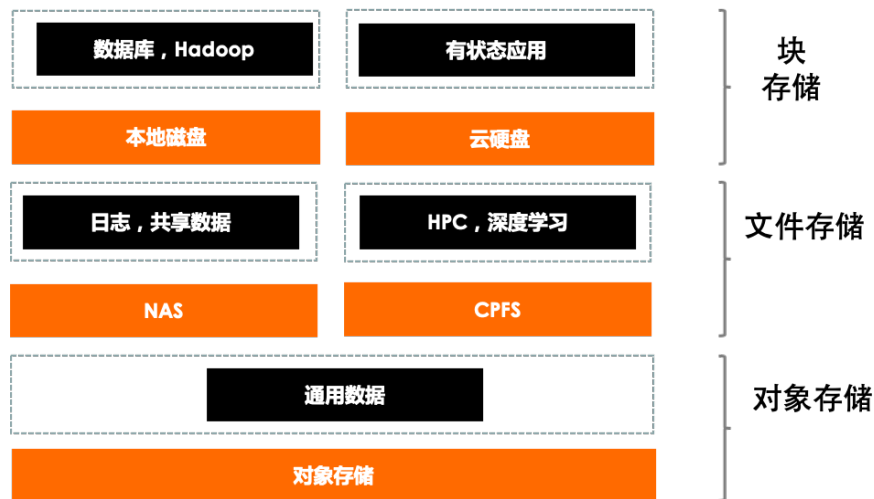 数据库，Hadoop
有状态应用
块
存储
本地磁盘
云硬盘
日志，共享数据
HPC，深度学习
文件存储
NAS
CPFS
通用数据
对象存储
对象存储